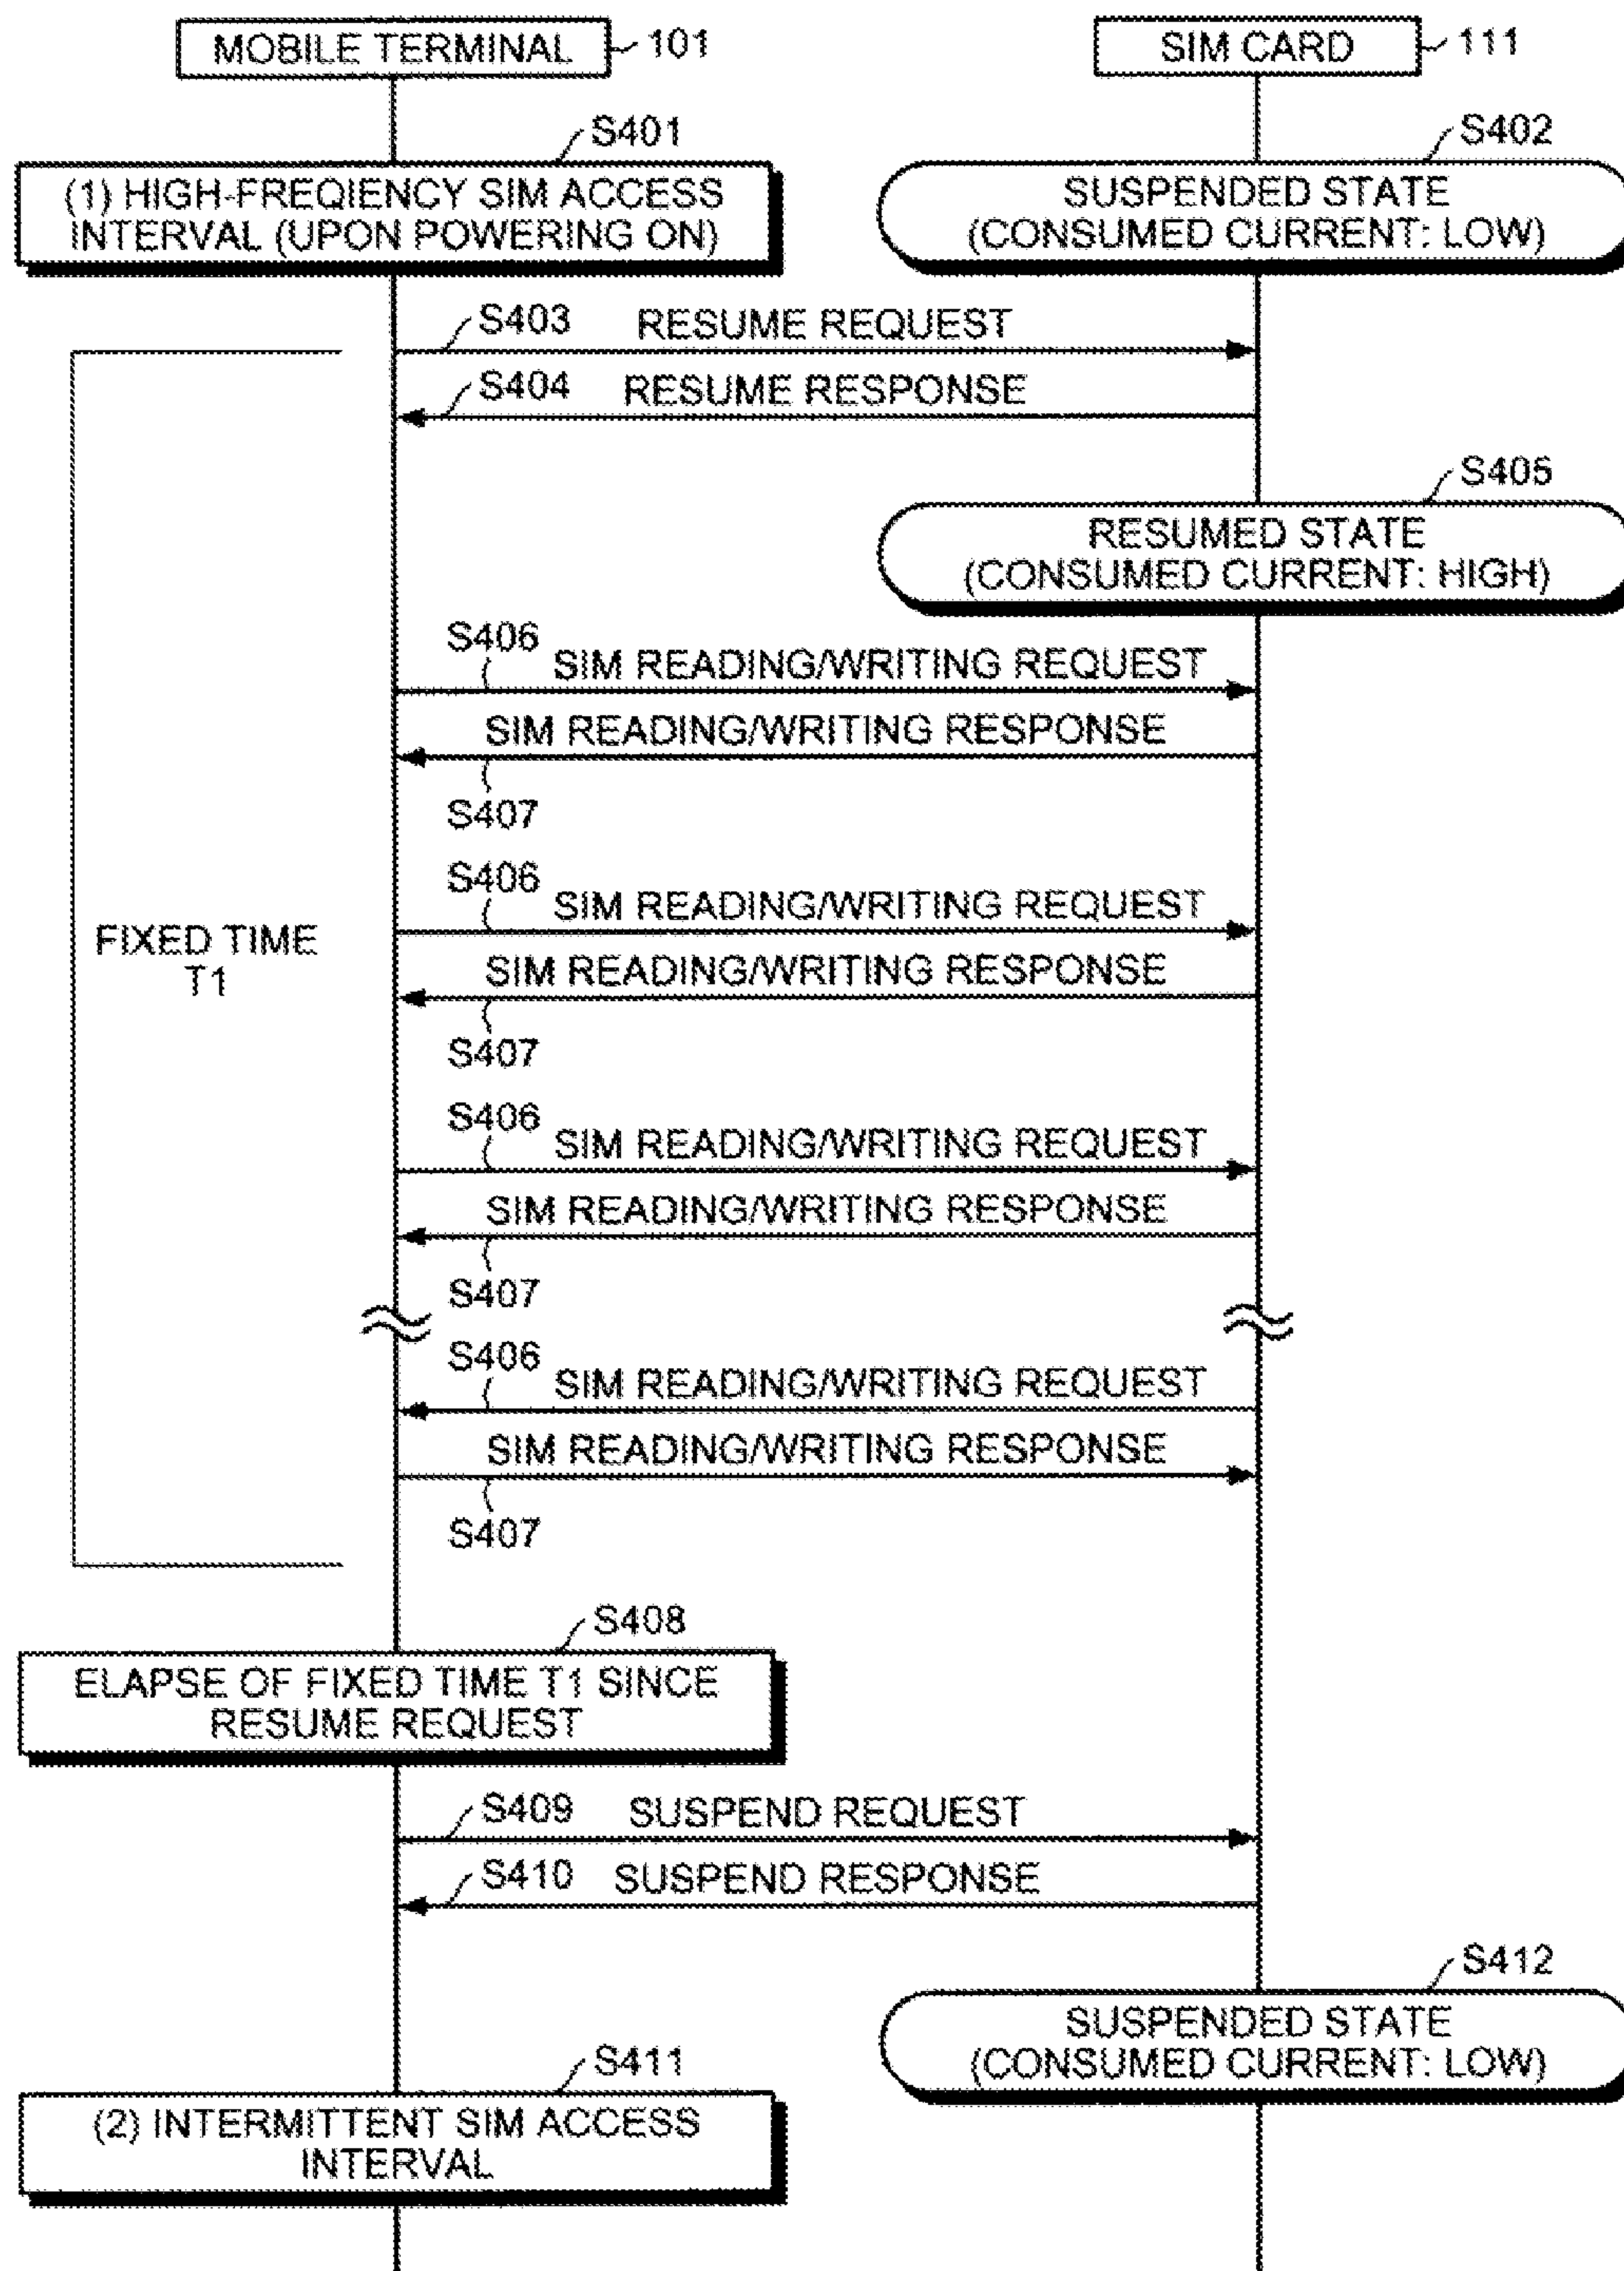 MOBILE TERMINAL 101
SIM CARD 111
S401
S402
(1) HIGH-FREQIENCY SIM ACCESS
INTERVAL (UPON POWERING ON)
SUSPENDED STATE
(CONSUMED CURRENT: LOW)
S403 RESUME REQUEST
S404 RESUME RESPONSE
S405
RESUMED STATE
(CONSUMED CURRENT: HIGH)
S406
SIM READING/WRITING REQUEST
SIM READING/WRITING RESPONSE
S407
S406
SIM READING/WRITING REQUEST
FIXED TIME
T1
SIM READING/WRITING RESPONSE
S407
S406
SIM READING/WRITING REQUEST
SIM READING/WRITING RESPONSE
S407
S406
SIM READING/WRITING REQUEST
SIM READING/WRITING RESPONSE
S407
S408
ELAPSE OF FIXED TIME T1 SINCE
RESUME REQUEST
S409 SUSPEND REQUEST
S410 SUSPEND RESPONSE
S412
SUSPENDED STATE
(CONSUMED CURRENT: LOW)
S411
(2) INTERMITTENT SIM ACCESS
INTERVAL